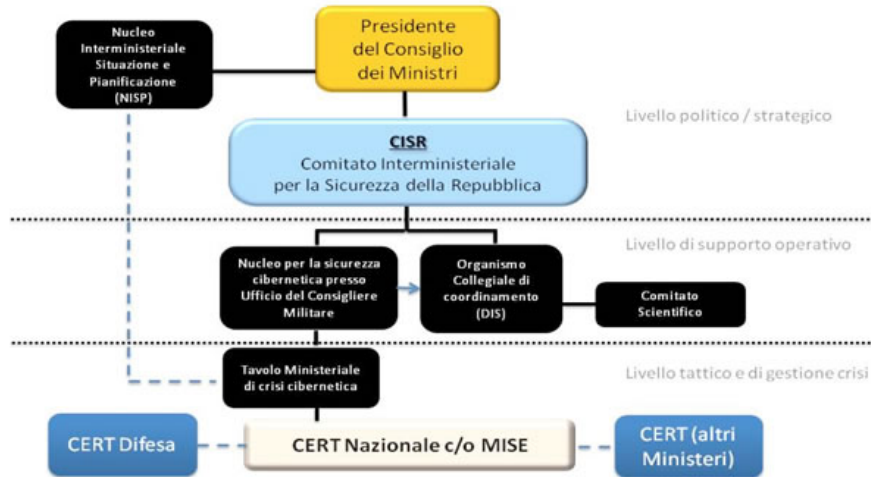 Nucleo
Interministeriale
Situazione e
Pianificazione
(NISP)
Presidente
del Consiglio
dei Ministri
Livello politico / strategico
CISR
Comitato Interministeriale
per la Sicurezza della Repubblica
Livello di supporto operativo
Nucleo per la sicurezza
cibernetica presso
Ufficio del Consigliere
Militare
Organismo
Collegiale di
coordinamento
(DIS)
Comitato
Scientifico
Tavolo Ministeriale
di crisi cibernetica
Livello tattico e di gestione crisi
CERT Difesa
CERT Nazionale c/o MISE
CERT (altri
Ministeri)